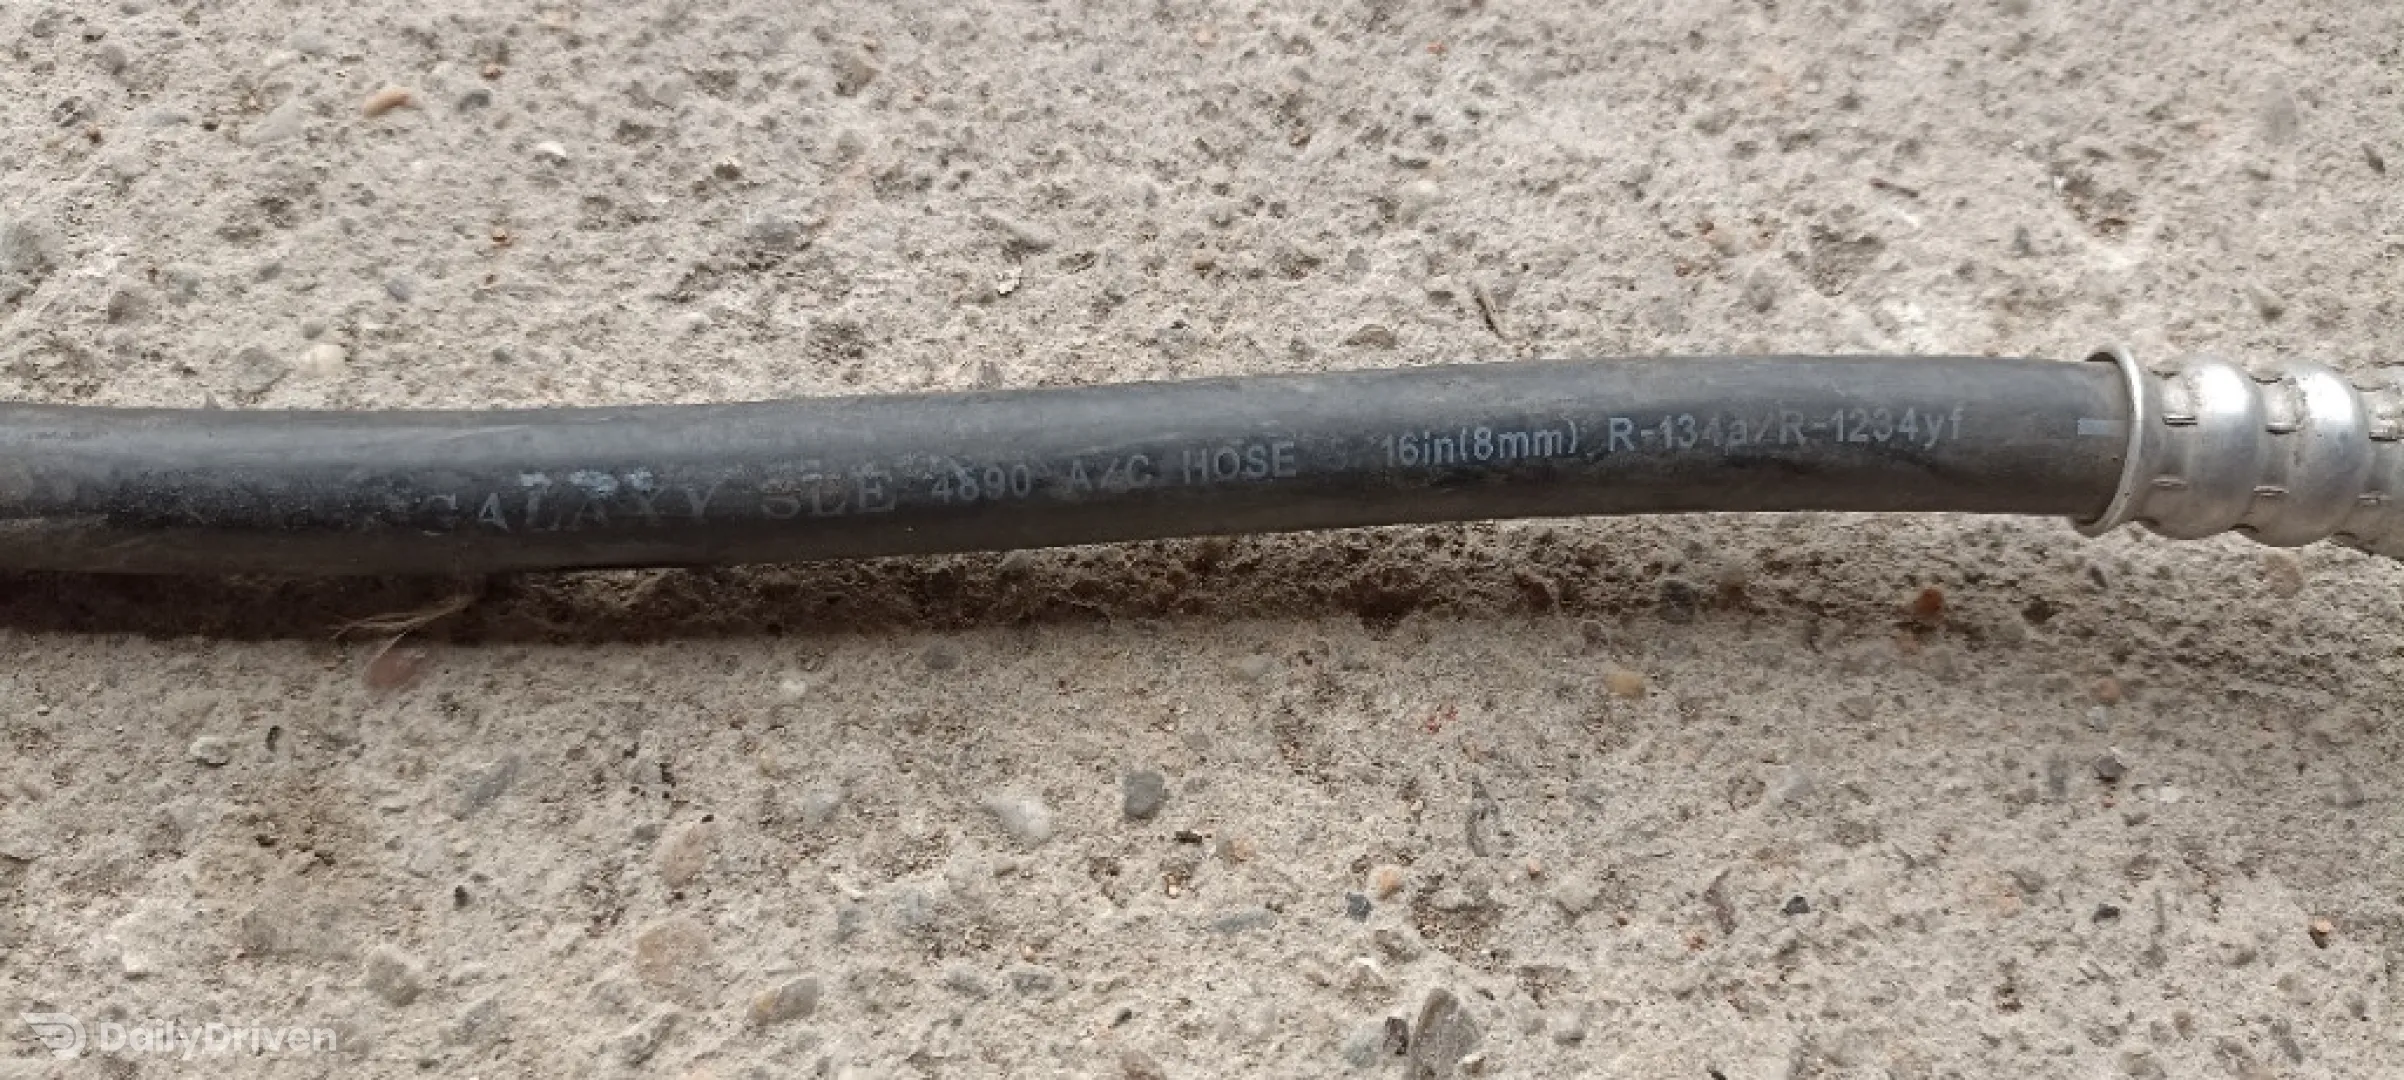 GALAXY SLE 4890 A/C HOSE 16in(8mm) R-134a/R-1234yf
DailyDriven